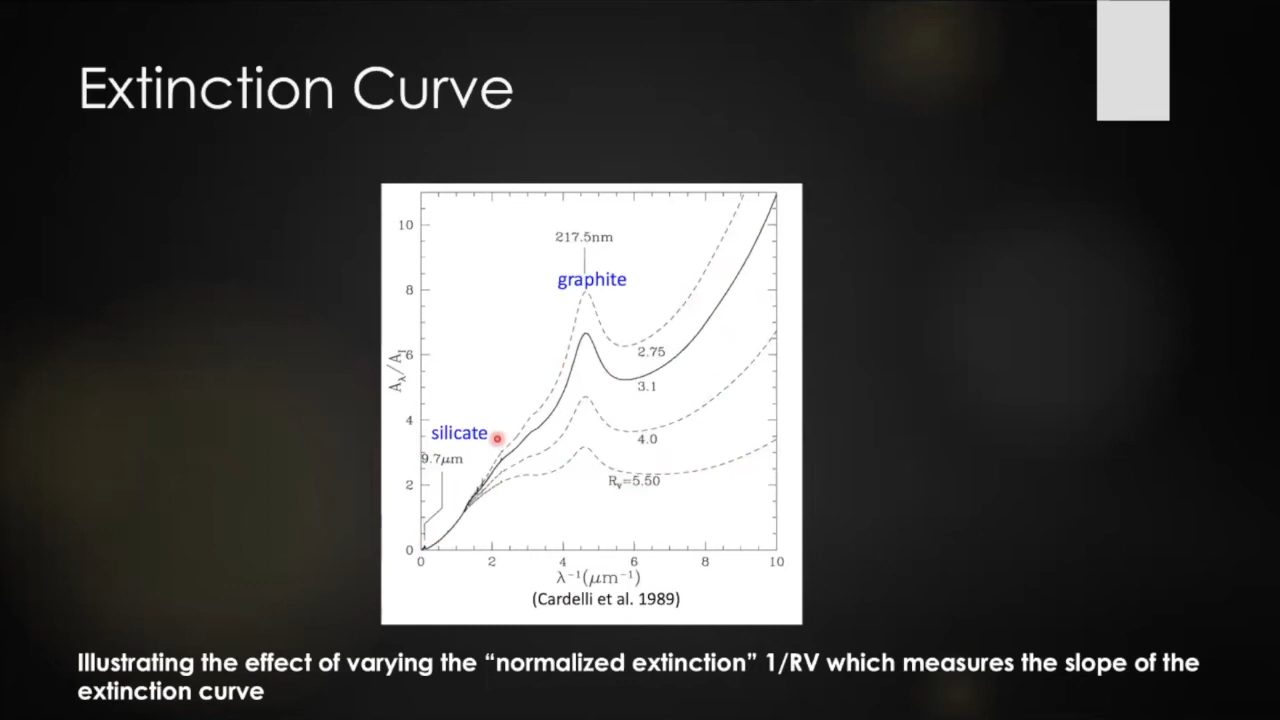 Extinction Curve
217.5nm
graphite
silicate
9.7μm
2.75
3.1
4.0
Rᵥ=5.50
10
8
6
4
2
0
A_λ/A_I
0 2 4 6 8 10
λ⁻¹(μm⁻¹)
(Cardelli et al. 1989)
Illustrating the effect of varying the “normalized extinction” 1/RV which measures the slope of the
extinction curve